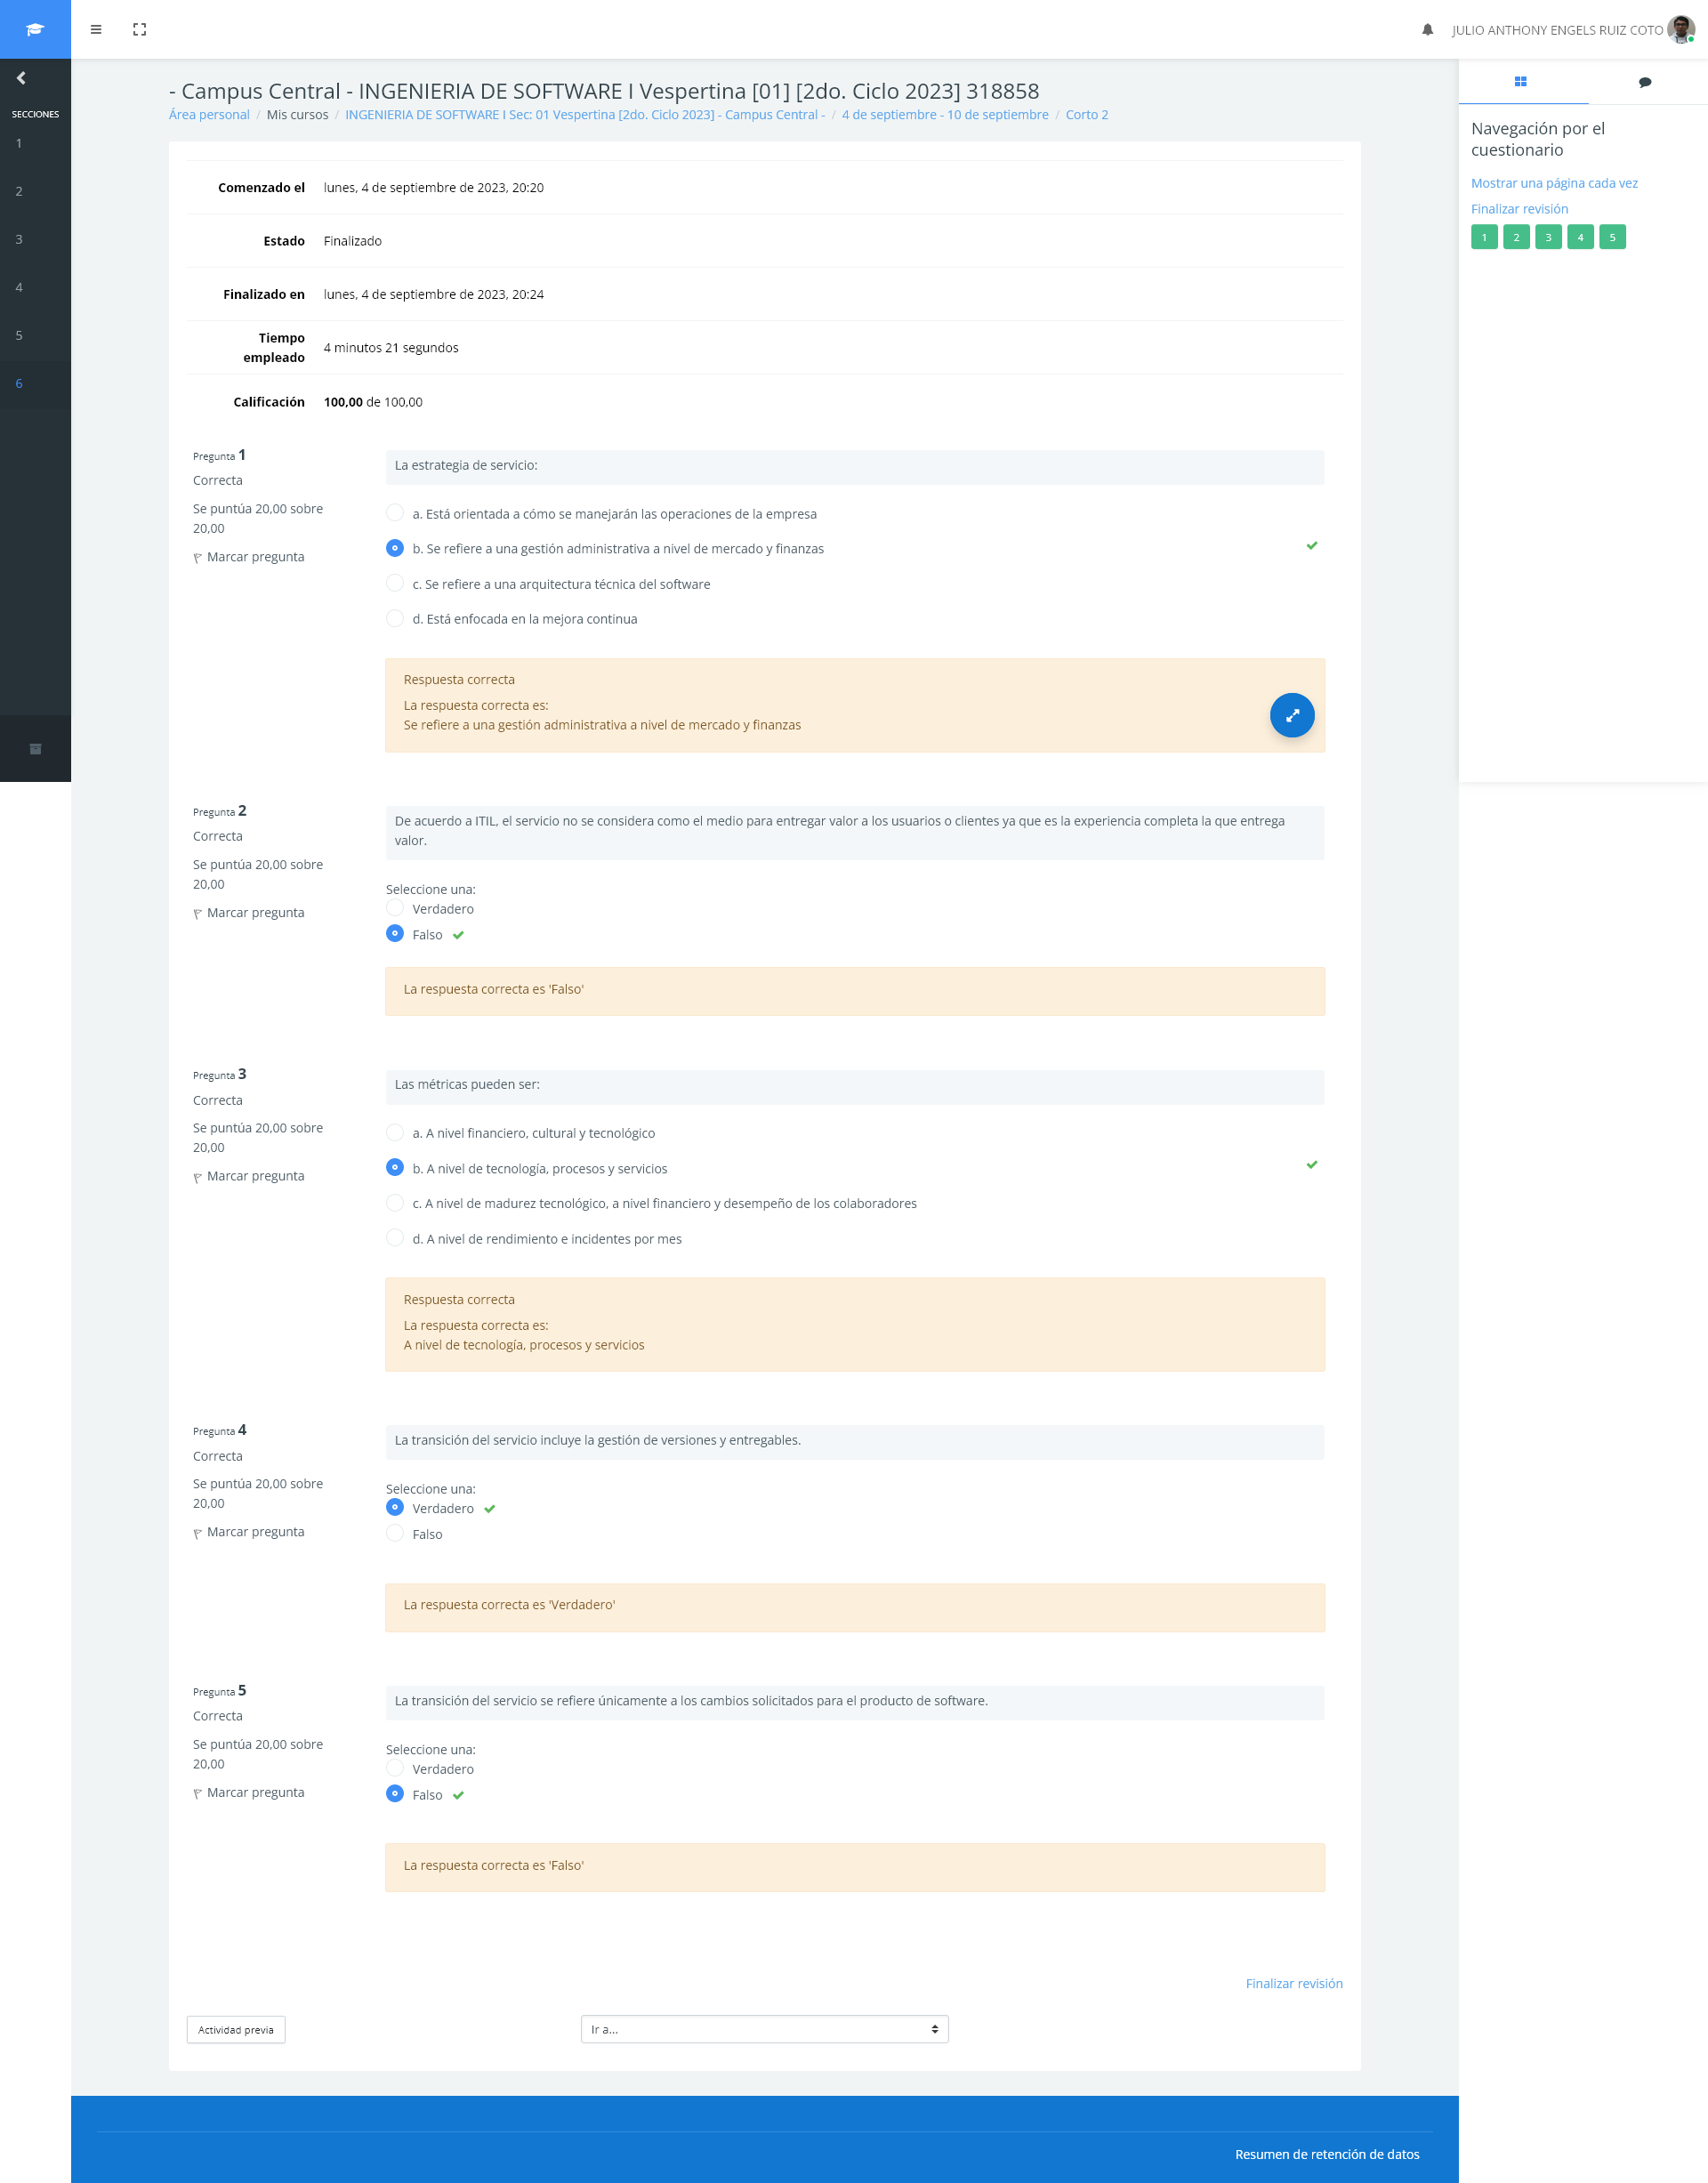 JULIO ANTHONY ENGELS RUIZ COTO
SECCIONES
1
2
3
4
5
6
- Campus Central - INGENIERIA DE SOFTWARE I Vespertina [01] [2do. Ciclo 2023] 318858
Área personal / Mis cursos / INGENIERIA DE SOFTWARE I Sec: 01 Vespertina [2do. Ciclo 2023] - Campus Central - / 4 de septiembre - 10 de septiembre / Corto 2
Navegación por el
cuestionario
Mostrar una página cada vez
Finalizar revisión
1 2 3 4 5
Comenzado el lunes, 4 de septiembre de 2023, 20:20
Estado Finalizado
Finalizado en lunes, 4 de septiembre de 2023, 20:24
Tiempo
empleado
4 minutos 21 segundos
Calificación 100,00 de 100,00
Pregunta 1
Correcta
Se puntúa 20,00 sobre
20,00
Marcar pregunta
La estrategia de servicio:
a. Está orientada a cómo se manejarán las operaciones de la empresa
b. Se refiere a una gestión administrativa a nivel de mercado y finanzas
c. Se refiere a una arquitectura técnica del software
d. Está enfocada en la mejora continua
Respuesta correcta
La respuesta correcta es:
Se refiere a una gestión administrativa a nivel de mercado y finanzas
Pregunta 2
Correcta
Se puntúa 20,00 sobre
20,00
Marcar pregunta
De acuerdo a ITIL, el servicio no se considera como el medio para entregar valor a los usuarios o clientes ya que es la experiencia completa la que entrega
valor.
Seleccione una:
Verdadero
Falso
La respuesta correcta es 'Falso'
Pregunta 3
Correcta
Se puntúa 20,00 sobre
20,00
Marcar pregunta
Las métricas pueden ser:
a. A nivel financiero, cultural y tecnológico
b. A nivel de tecnología, procesos y servicios
c. A nivel de madurez tecnológico, a nivel financiero y desempeño de los colaboradores
d. A nivel de rendimiento e incidentes por mes
Respuesta correcta
La respuesta correcta es:
A nivel de tecnología, procesos y servicios
Pregunta 4
Correcta
Se puntúa 20,00 sobre
20,00
Marcar pregunta
La transición del servicio incluye la gestión de versiones y entregables.
Seleccione una:
Verdadero
Falso
La respuesta correcta es 'Verdadero'
Pregunta 5
Correcta
Se puntúa 20,00 sobre
20,00
Marcar pregunta
La transición del servicio se refiere únicamente a los cambios solicitados para el producto de software.
Seleccione una:
Verdadero
Falso
La respuesta correcta es 'Falso'
Finalizar revisión
Actividad previa
Ir a...
Resumen de retención de datos